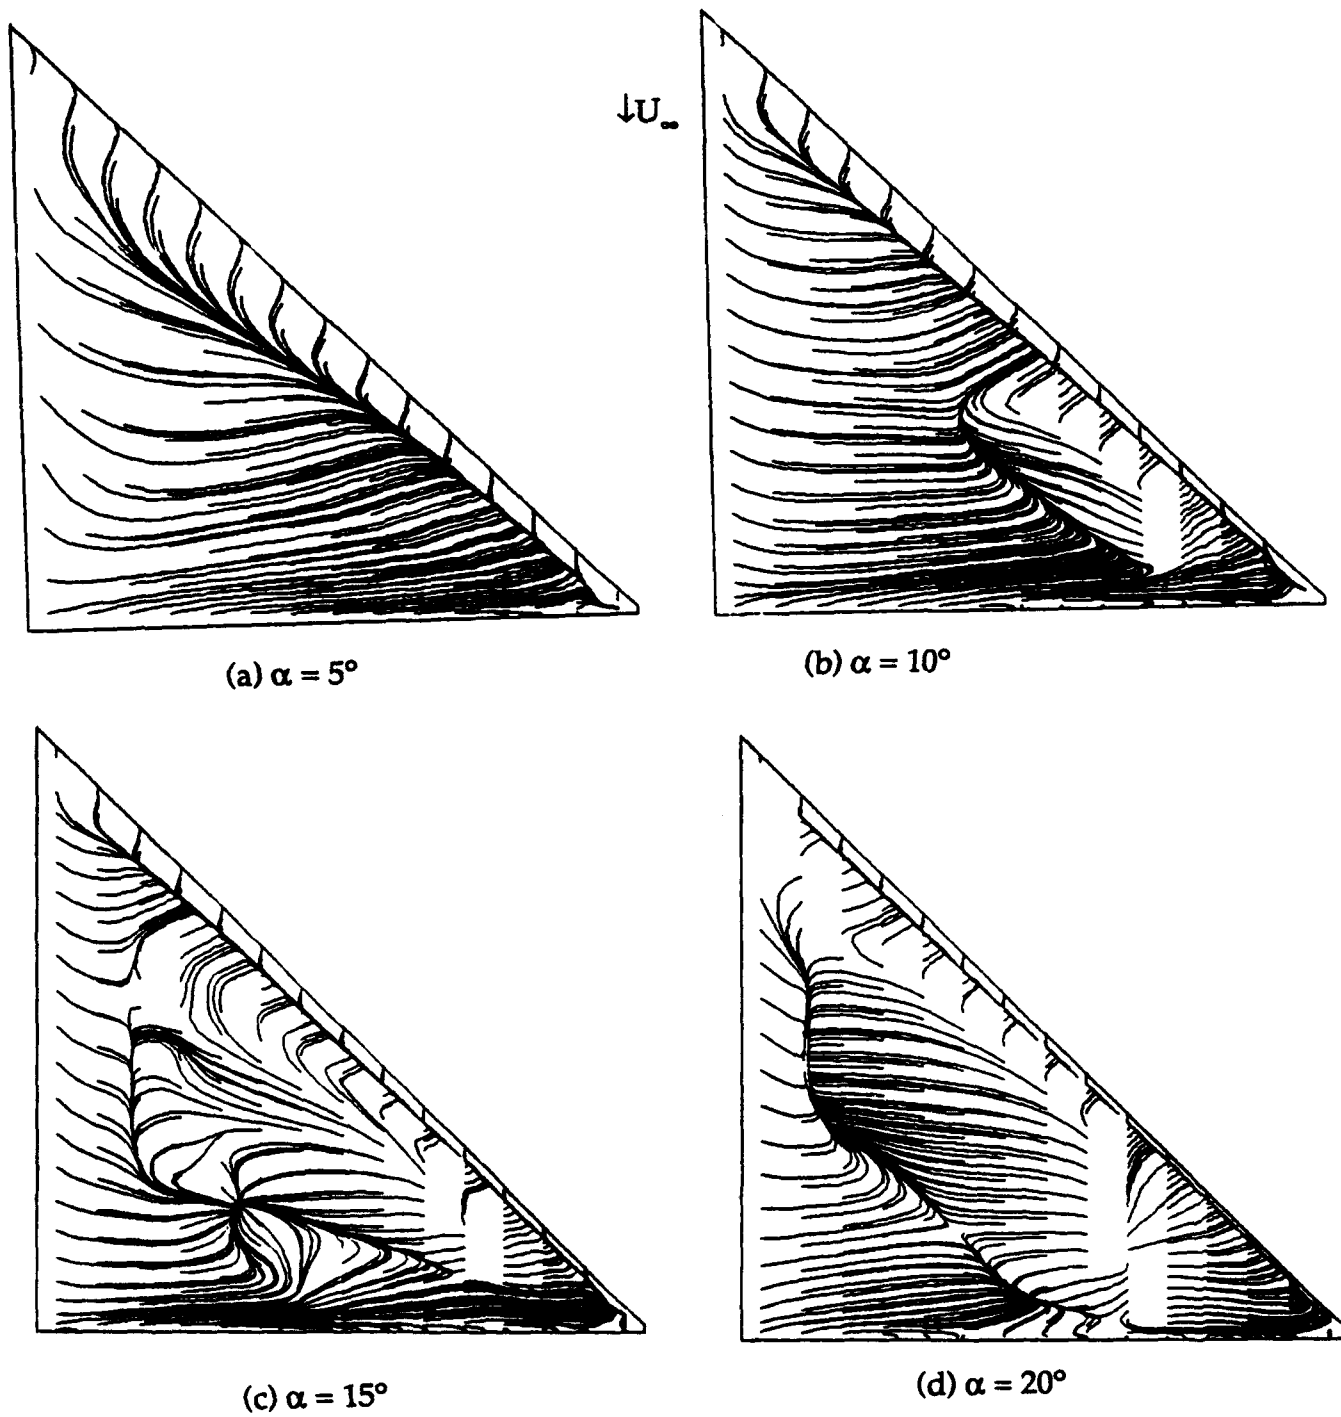 ↓U∞
(a) α = 5°
(b) α = 10°
(c) α = 15°
(d) α = 20°